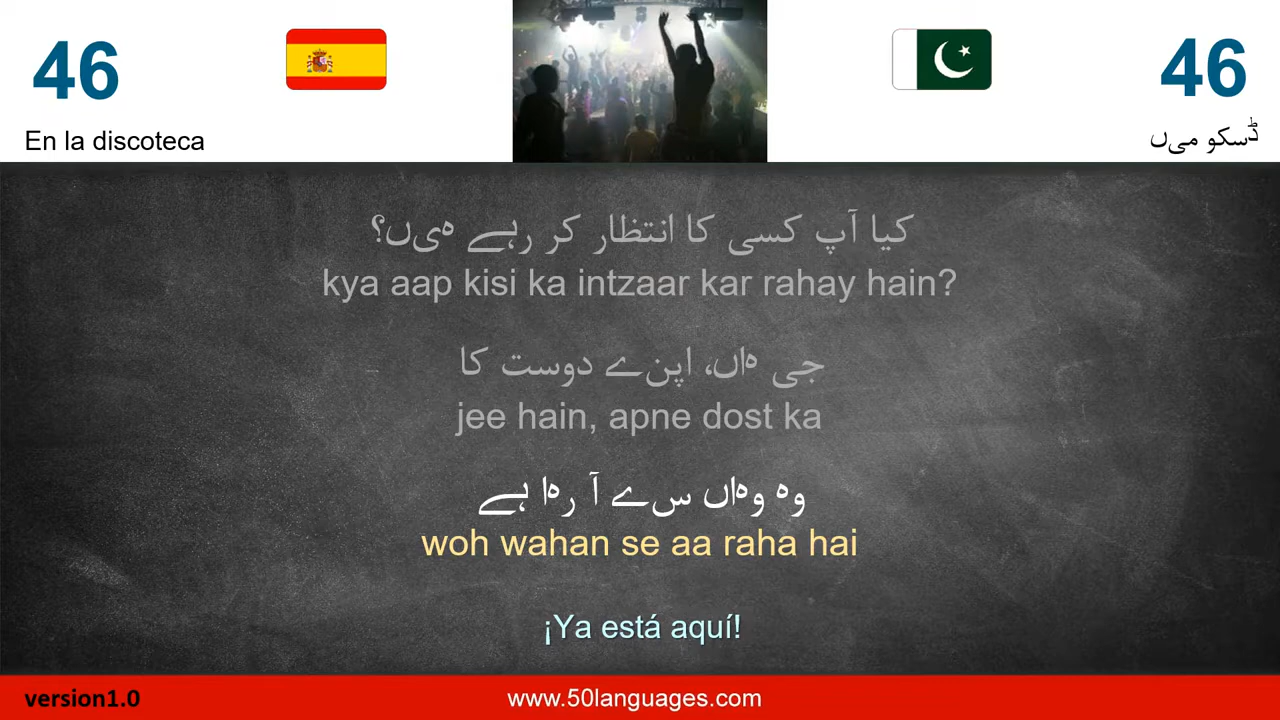 46
46
En la discoteca
ڈسکو میں
کیا آپ کسی کا انتظار کر رہے ہیں؟
kya aap kisi ka intzaar kar rahay hain?
جی ہاں، اپنے دوست کا
jee hain, apne dost ka
وہ وہاں سے آ رہا ہے
woh wahan se aa raha hai
¡Ya está aquí!
version1.0
www.50languages.com